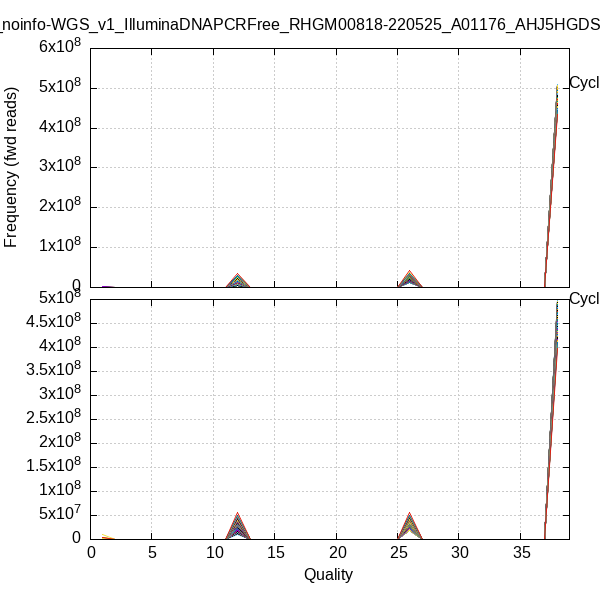 _noinfo-WGS_v1_IlluminaDNAPCRFree_RHGM00818-220525_A01176_AHJ5HGDS
6x10^8
5x10^8
4x10^8
3x10^8
2x10^8
1x10^8
0
Frequency (fwd reads)
Cycl
5x10^8
4.5x10^8
4x10^8
3.5x10^8
3x10^8
2.5x10^8
2x10^8
1.5x10^8
1x10^8
5x10^7
0
Cycl
0 5 10 15 20 25 30 35
Quality